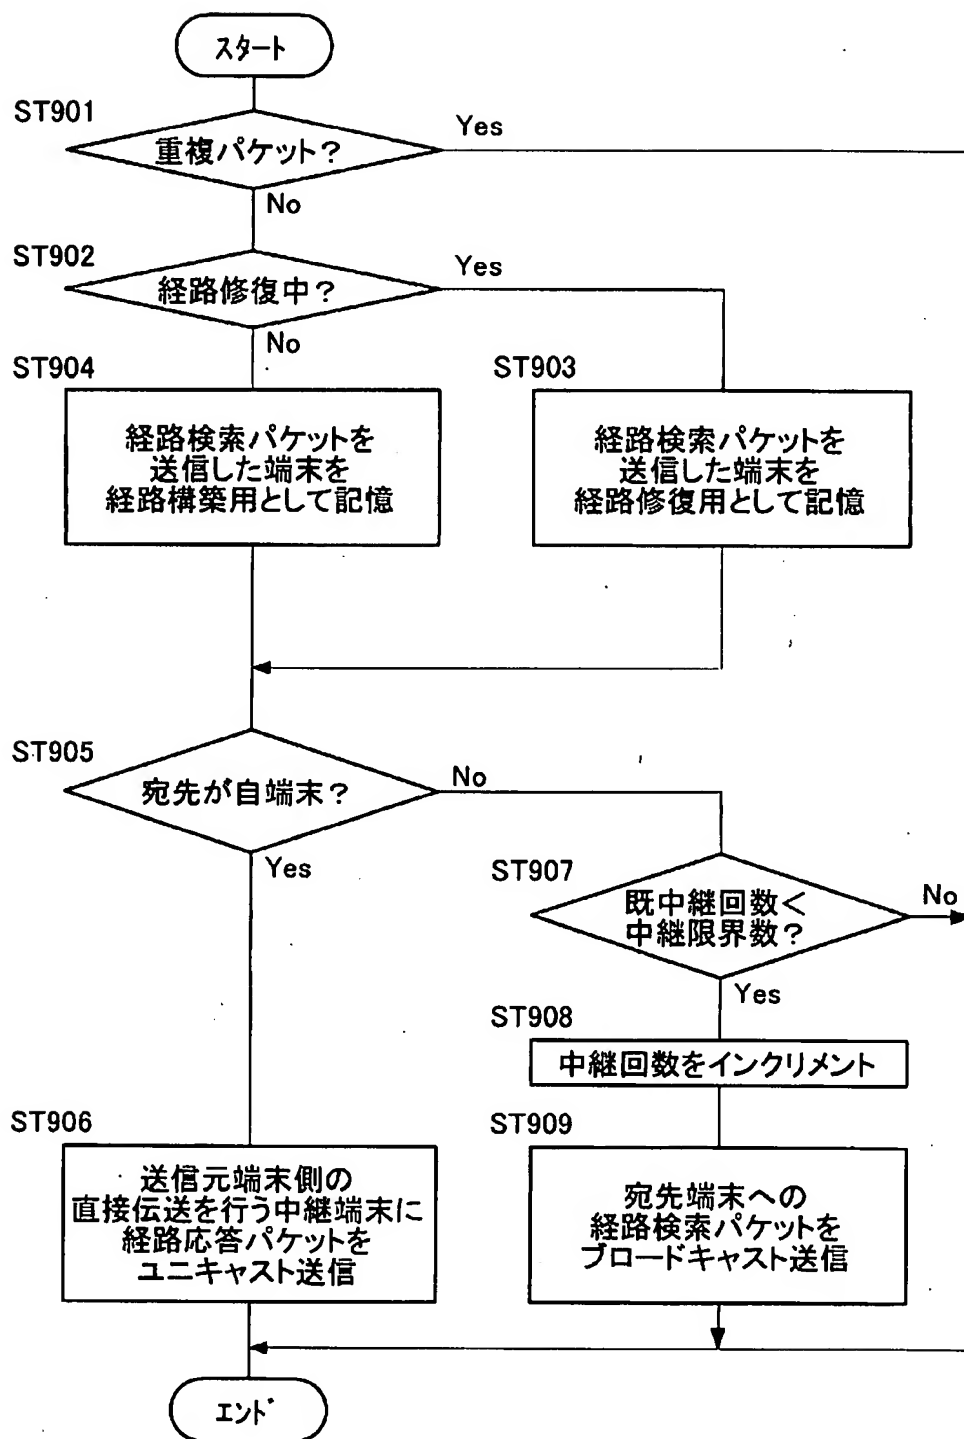 スタート
ST901
重複パケット？
Yes
No
ST902
経路修復中？
Yes
No
ST904
経路検索パケットを
送信した端末を
経路構築用として記憶
ST903
経路検索パケットを
送信した端末を
経路修復用として記憶
ST905
宛先が自端末？
No
Yes
ST907
既中継回数＜
中継限界数？
No
Yes
ST908
中継回数をインクリメント
ST906
送信元端末側の
直接伝送を行う中継端末に
経路応答パケットを
ユニキャスト送信
ST909
宛先端末への
経路検索パケットを
ブロードキャスト送信
エンド